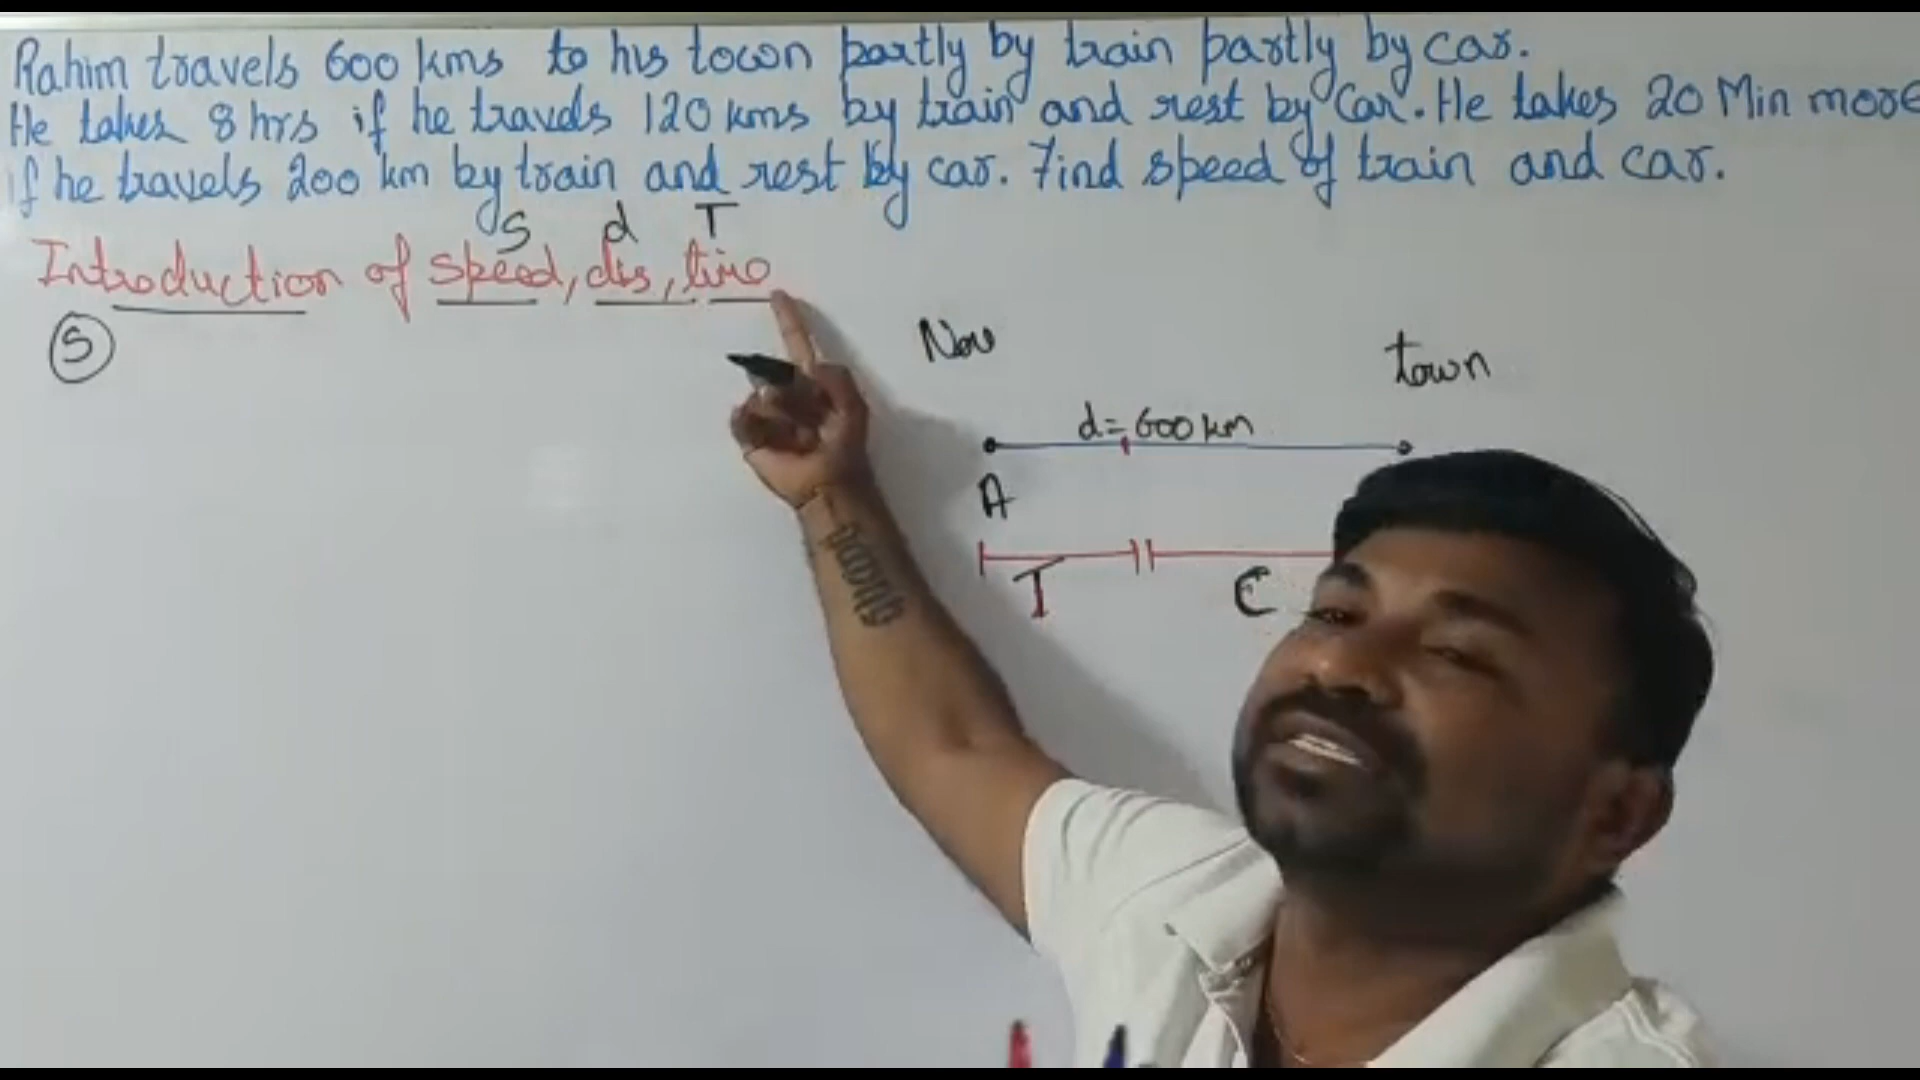 Rahim travels 600 kms to his town partly by train partly by car.
He takes 8 hrs if he travels 120 kms by train and rest by car. He takes 20 Min more
if he travels 200 km by train and rest by car. Find speed of train and car.
S d T
Introduction of speed, dis, time
S
town
d = 600 km
A
T C